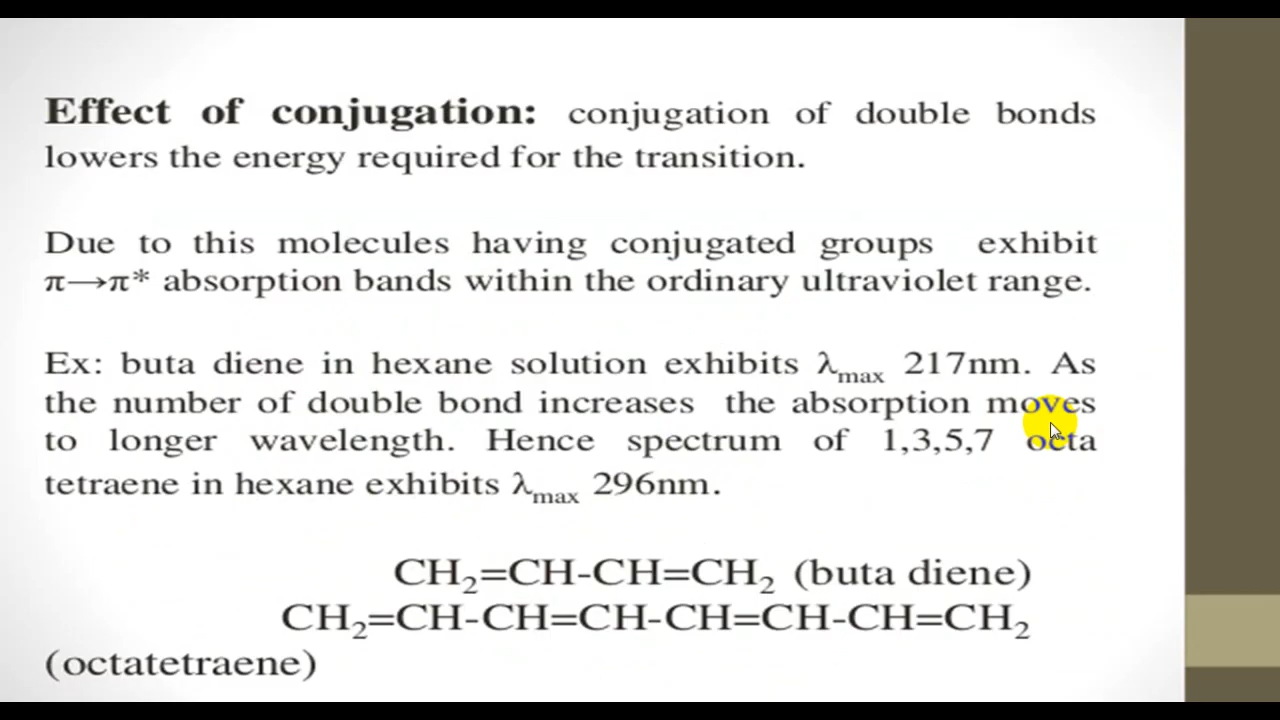 Effect of conjugation: conjugation of double bonds
lowers the energy required for the transition.
Due to this molecules having conjugated groups exhibit
π→π* absorption bands within the ordinary ultraviolet range.
Ex: buta diene in hexane solution exhibits λmax 217nm. As
the number of double bond increases the absorption moves
to longer wavelength. Hence spectrum of 1,3,5,7 octa
tetraene in hexane exhibits λmax 296nm.
CH₂=CH-CH=CH₂ (buta diene)
CH₂=CH-CH=CH-CH=CH-CH=CH₂
(octatetraene)